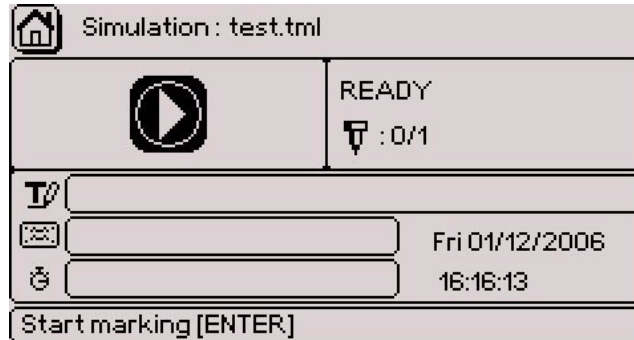 Simulation : test.tml
READY
: 0/1
Fri 01/12/2006
16:16:13
Start marking [ENTER]